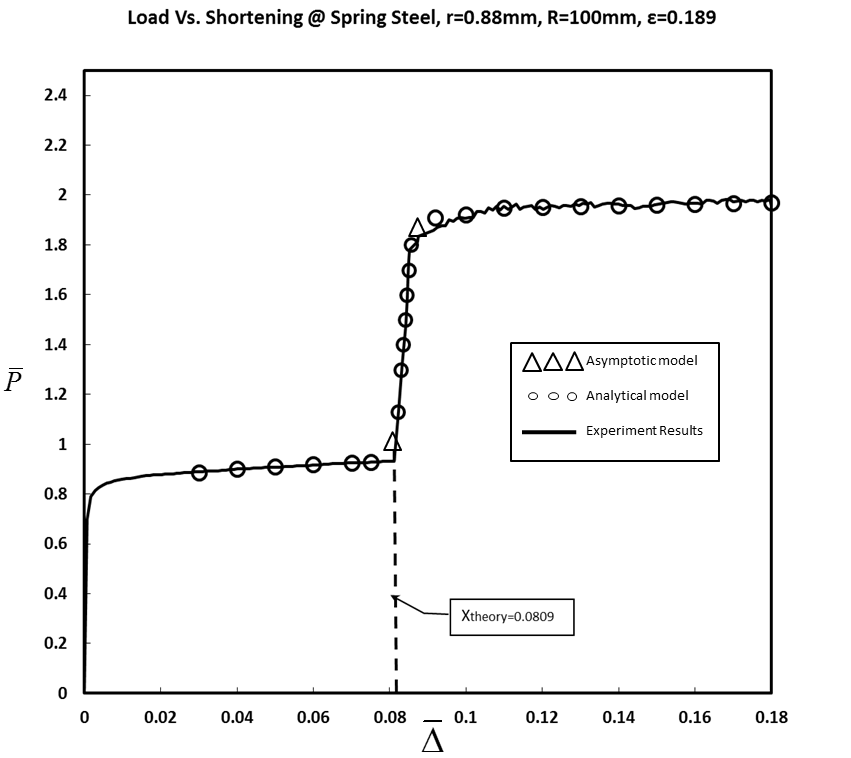 Load Vs. Shortening @ Spring Steel, r=0.88mm, R=100mm, ε=0.189
2.4
2.2
2
1.8
1.6
1.4
1.2
1
0.8
0.6
0.4
0.2
0
P̅
Asymptotic model
Analytical model
Experiment Results
Xtheory=0.0809
0 0.02 0.04 0.06 0.08 0.1 0.12 0.14 0.16 0.18
Δ̅